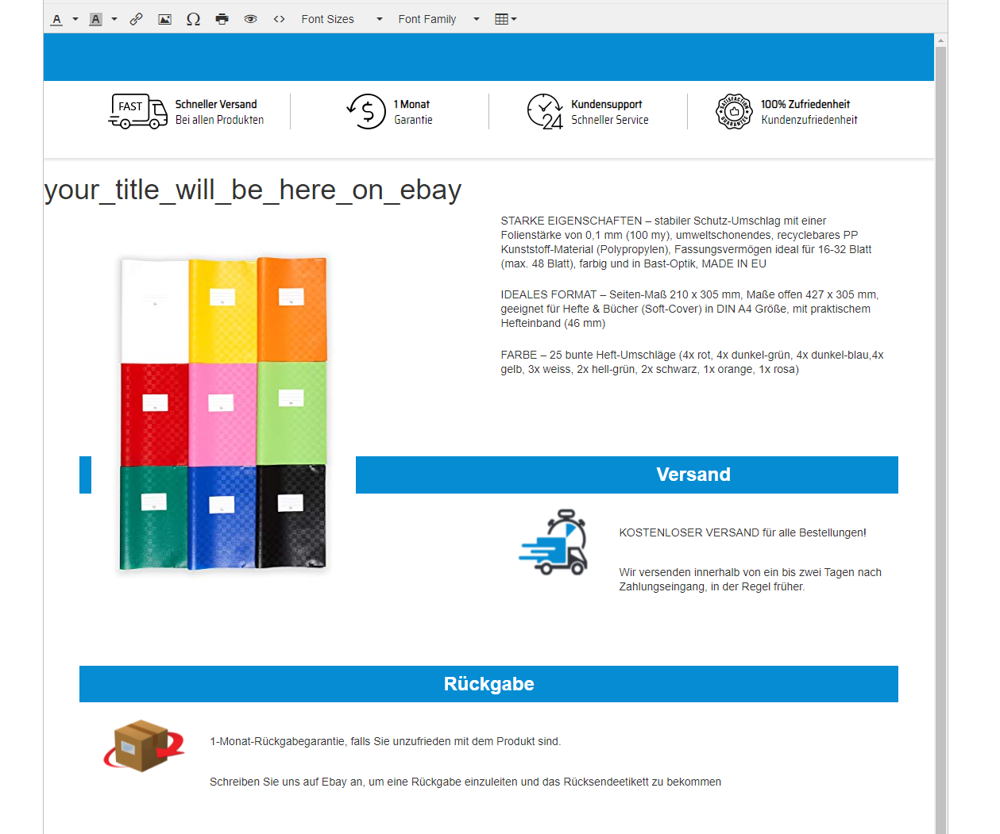 A A Ω <> Font Sizes Font Family
FAST
Schneller Versand
Bei allen Produkten
$
1 Monat
Garantie
24
Kundensupport
Schneller Service
SATISFACTION
GUARANTEE
100% Zufriedenheit
Kundenzufriedenheit
your_title_will_be_here_on_ebay
STARKE EIGENSCHAFTEN – stabiler Schutz-Umschlag mit einer
Folienstärke von 0,1 mm (100 my), umweltschonendes, recyclebares PP
Kunststoff-Material (Polypropylen), Fassungsvermögen ideal für 16-32 Blatt
(max. 48 Blatt), farbig und in Bast-Optik, MADE IN EU
IDEALES FORMAT – Seiten-Maß 210 x 305 mm, Maße offen 427 x 305 mm,
geeignet für Hefte & Bücher (Soft-Cover) in DIN A4 Größe, mit praktischem
Hefteinband (46 mm)
FARBE – 25 bunte Heft-Umschläge (4x rot, 4x dunkel-grün, 4x dunkel-blau,4x
gelb, 3x weiss, 2x hell-grün, 2x schwarz, 1x orange, 1x rosa)
Versand
KOSTENLOSER VERSAND für alle Bestellungen!
Wir versenden innerhalb von ein bis zwei Tagen nach
Zahlungseingang, in der Regel früher.
Rückgabe
1-Monat-Rückgabegarantie, falls Sie unzufrieden mit dem Produkt sind.
Schreiben Sie uns auf Ebay an, um eine Rückgabe einzuleiten und das Rücksendeetikett zu bekommen